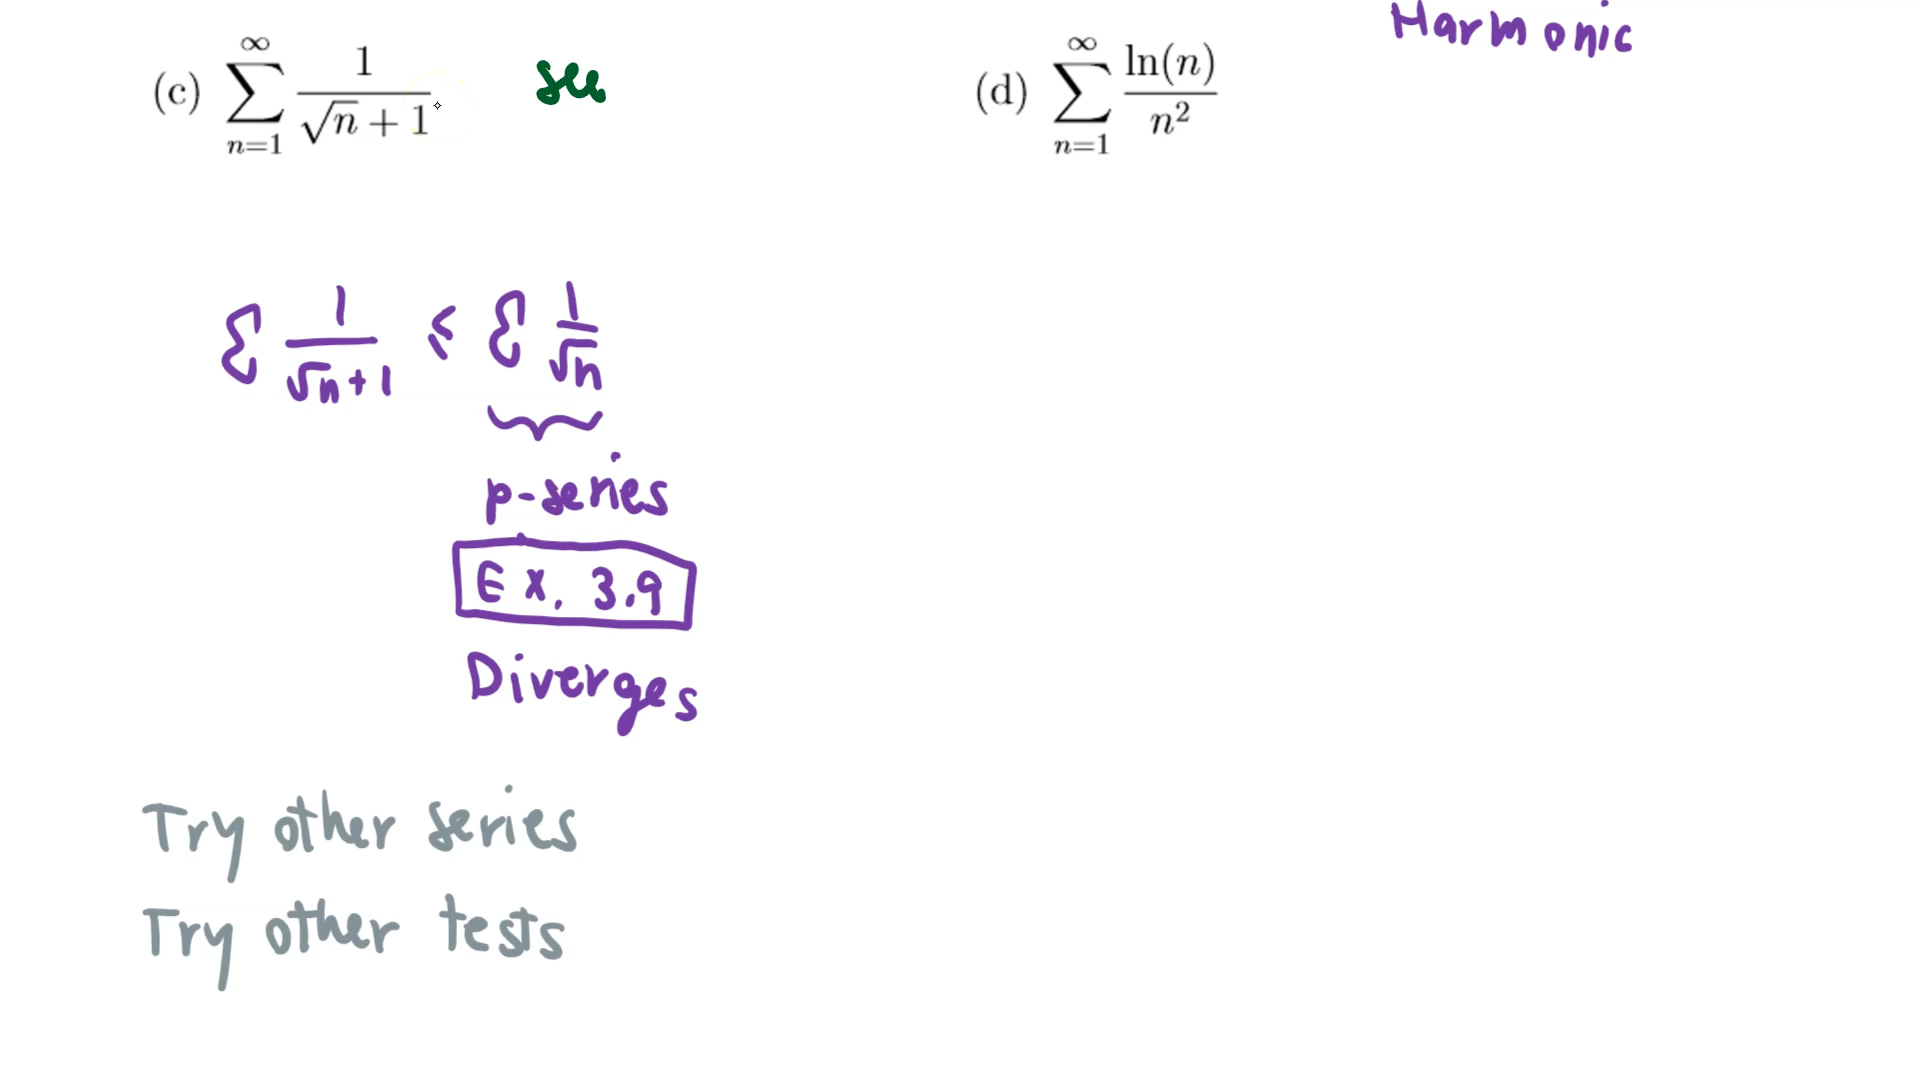 Harmonic
(c) ∑_{n=1}^{∞} 1/(√n + 1) see
(d) ∑_{n=1}^{∞} ln(n)/n²
Σ 1/(√n+1) ≤ Σ 1/√n
p-series
Ex. 3.9
Diverges
Try other series
Try other tests